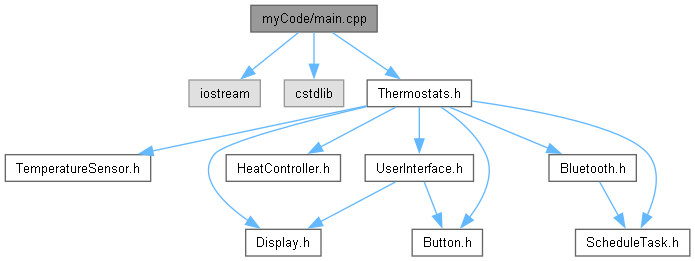 myCode/main.cpp
iostream
cstdlib
Thermostats.h
TemperatureSensor.h
HeatController.h
UserInterface.h
Bluetooth.h
Display.h
Button.h
ScheduleTask.h